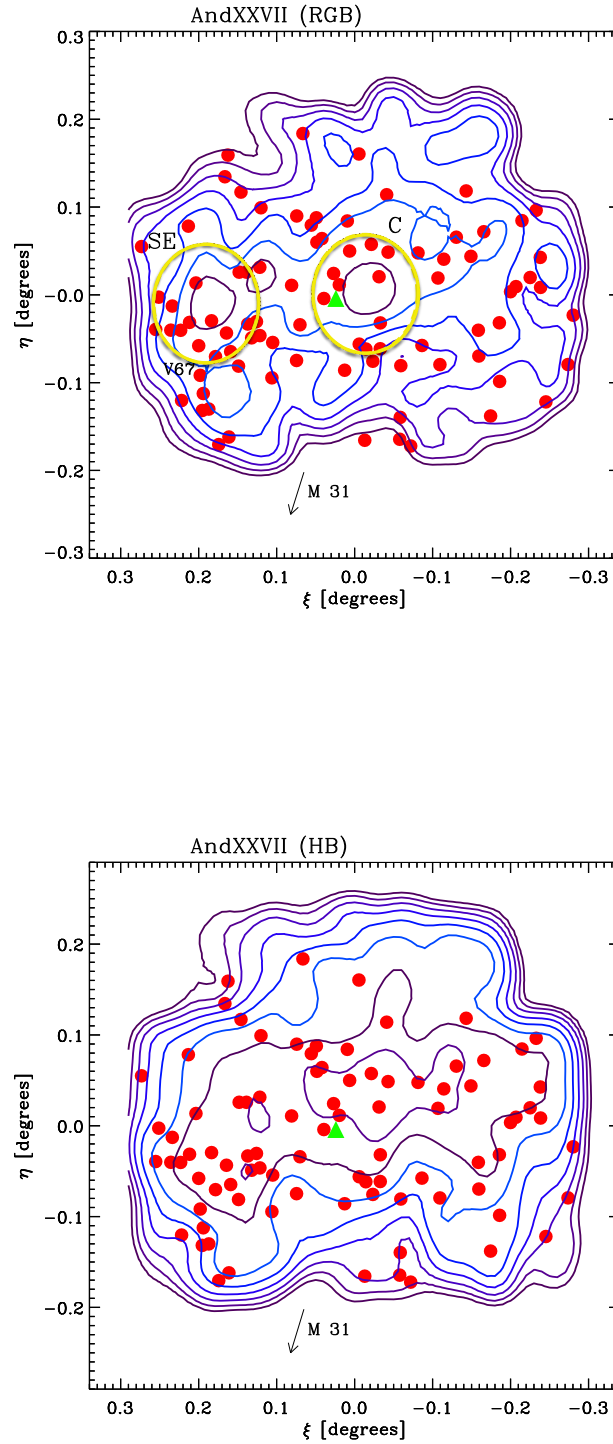 AndXXVII (RGB)
0.3
0.2
0.1
−0.0
−0.1
−0.2
−0.3
η [degrees]
SE
C
V67
M 31
0.3 0.2 0.1 0.0 −0.1 −0.2 −0.3
ξ [degrees]
AndXXVII (HB)
0.2
0.1
0.0
−0.1
−0.2
η [degrees]
M 31
0.3 0.2 0.1 0.0 −0.1 −0.2 −0.3
ξ [degrees]